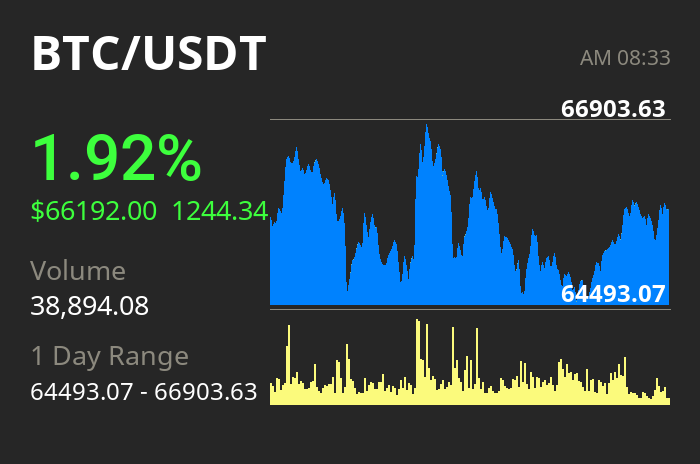 BTC/USDT
AM 08:33
66903.63
1.92%
$66192.00 1244.34
Volume
38,894.08
64493.07
1 Day Range
64493.07 - 66903.63